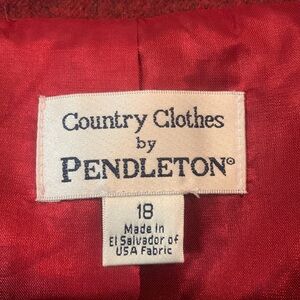 Country Clothes
by
PENDLETON®
18
Made in
El Salvador of
USA Fabric